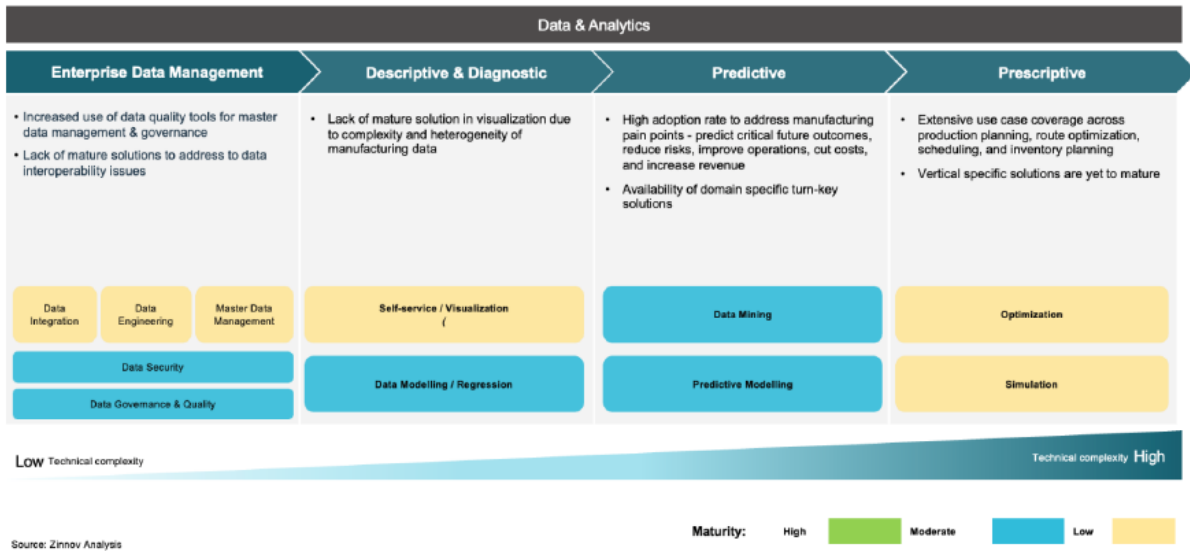 Data & Analytics
Enterprise Data Management
Descriptive & Diagnostic
Predictive
Prescriptive
• Increased use of data quality tools for master
data management & governance
• Lack of mature solutions to address to data
interoperability issues
• Lack of mature solution in visualization due
to complexity and heterogeneity of
manufacturing data
• High adoption rate to address manufacturing
pain points - predict critical future outcomes,
reduce risks, improve operations, cut costs,
and increase revenue
• Availability of domain specific turn-key
solutions
• Extensive use case coverage across
production planning, route optimization,
scheduling, and inventory planning
• Vertical specific solutions are yet to mature
Data
Integration
Data
Engineering
Master Data
Management
Data Security
Data Governance & Quality
Self-service / Visualization
(
Data Modelling / Regression
Data Mining
Predictive Modelling
Optimization
Simulation
Low Technical complexity
Technical complexity High
Maturity: High Moderate Low
Source: Zinnov Analysis